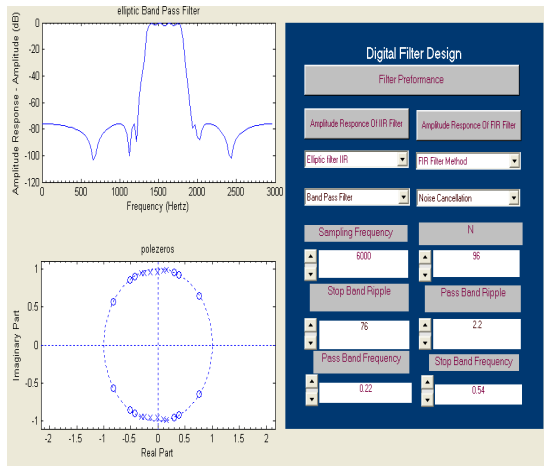 elliptic Band Pass Filter
Amplitude Response - Amplitude (dB)
0
-20
-40
-60
-80
-100
-120
0 500 1000 1500 2000 2500 3000
Frequency (Hertz)
polezeros
Imaginary Part
1
0.5
0
-0.5
-1
-2 -1.5 -1 -0.5 0 0.5 1 1.5 2
Real Part
Digital Filter Design
Filter Preformance
Amplitude Responce Of IIR Filter
Amplitude Responce Of FIR Filter
Elliptic filter IIR
FIR Filter Method
Band Pass Filter
Noise Cancellation
Sampling Frequency
N
6000
96
Stop Band Ripple
Pass Band Ripple
76
2.2
Pass Band Frequency
Stop Band Frequency
0.22
0.54